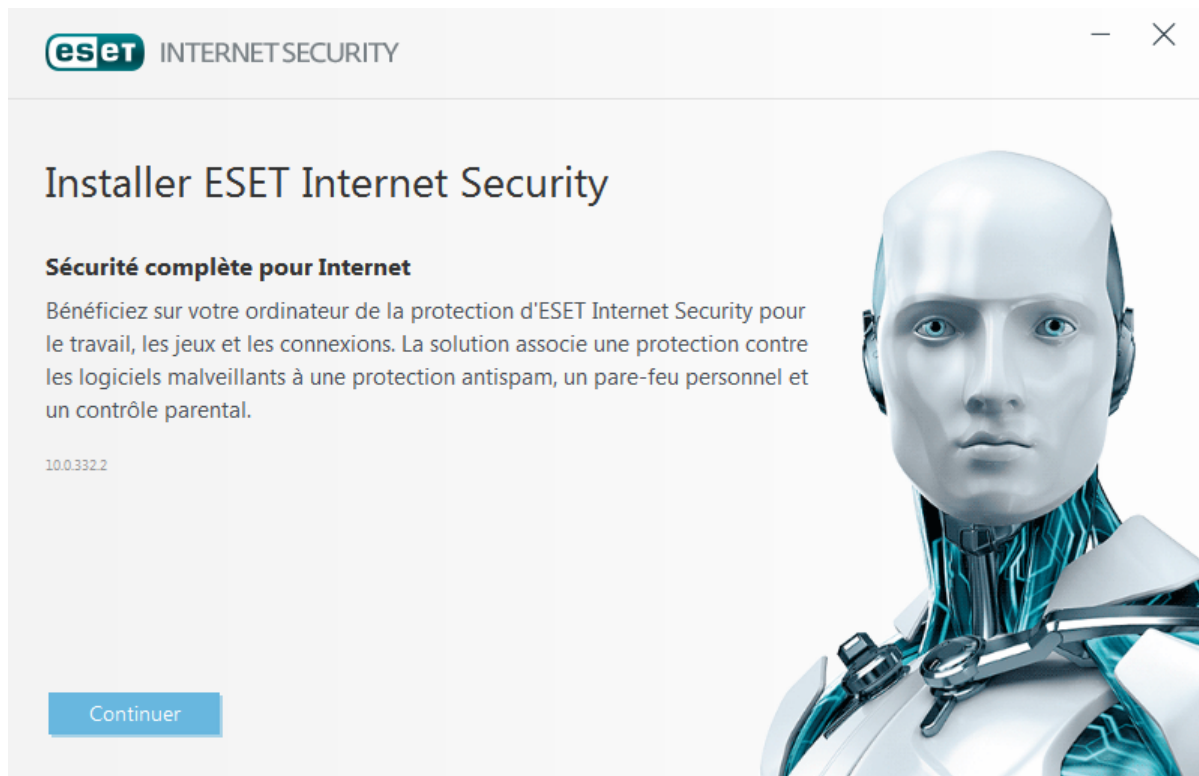 eset INTERNET SECURITY
Installer ESET Internet Security
Sécurité complète pour Internet
Bénéficiez sur votre ordinateur de la protection d'ESET Internet Security pour
le travail, les jeux et les connexions. La solution associe une protection contre
les logiciels malveillants à une protection antispam, un pare-feu personnel et
un contrôle parental.
10.0.332.2
Continuer